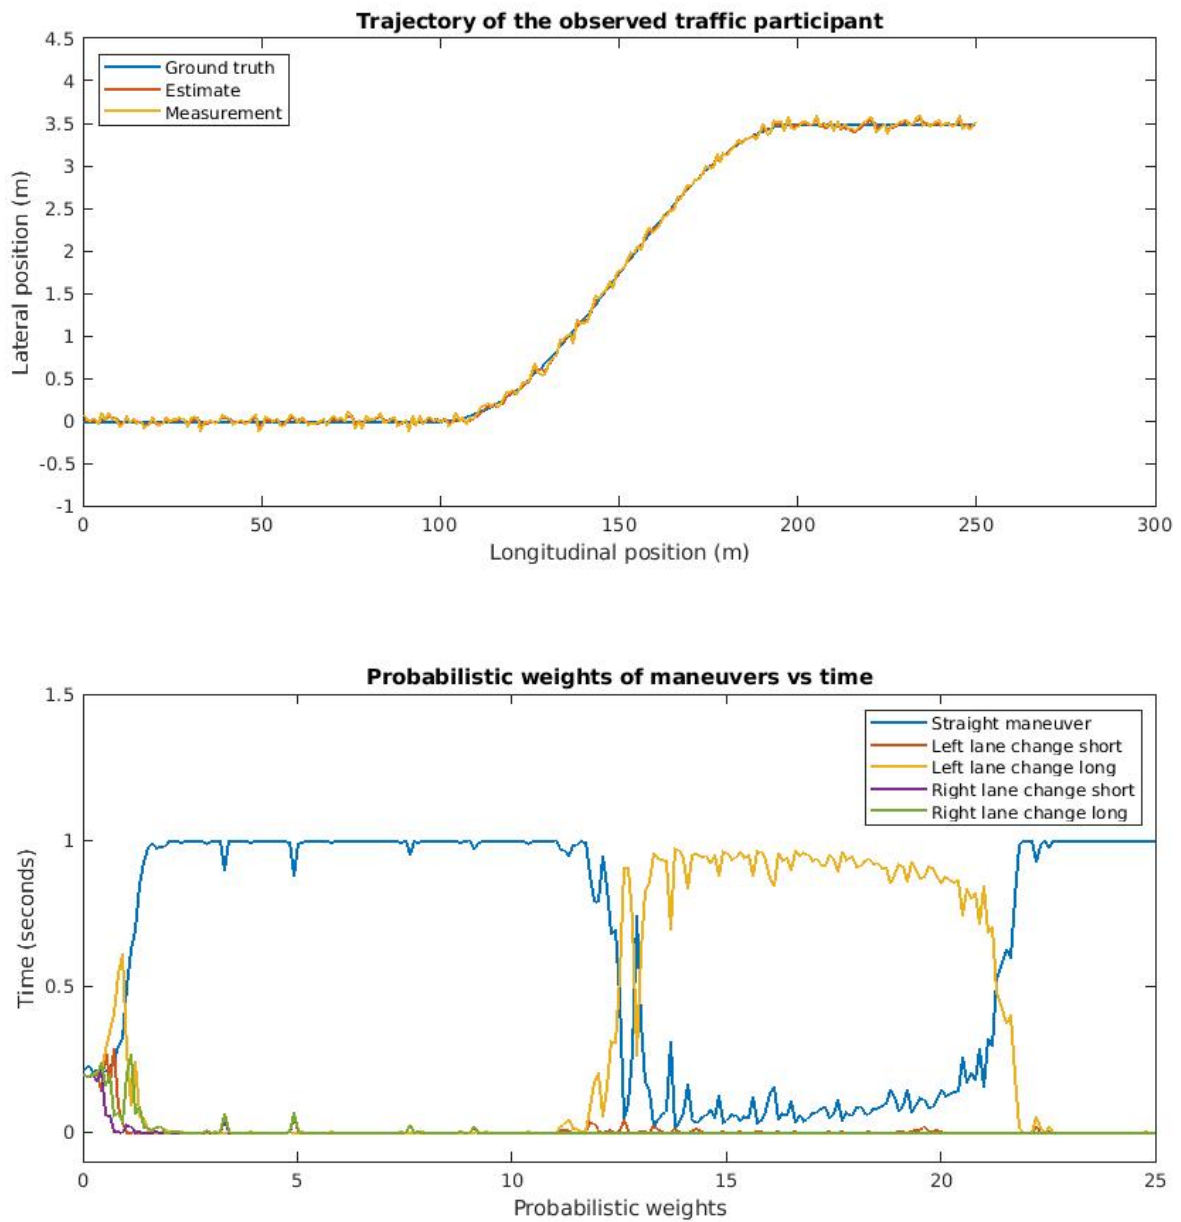 Trajectory of the observed traffic participant
4.5
4
3.5
3
2.5
2
1.5
1
0.5
0
-0.5
-1
Lateral position (m)
Ground truth
Estimate
Measurement
0 50 100 150 200 250 300
Longitudinal position (m)
Probabilistic weights of maneuvers vs time
1.5
1
0.5
0
Time (seconds)
Straight maneuver
Left lane change short
Left lane change long
Right lane change short
Right lane change long
0 5 10 15 20 25
Probabilistic weights